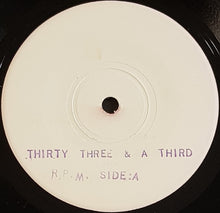 THIRTY THREE & A THIRD
R.P.M. SIDE:A